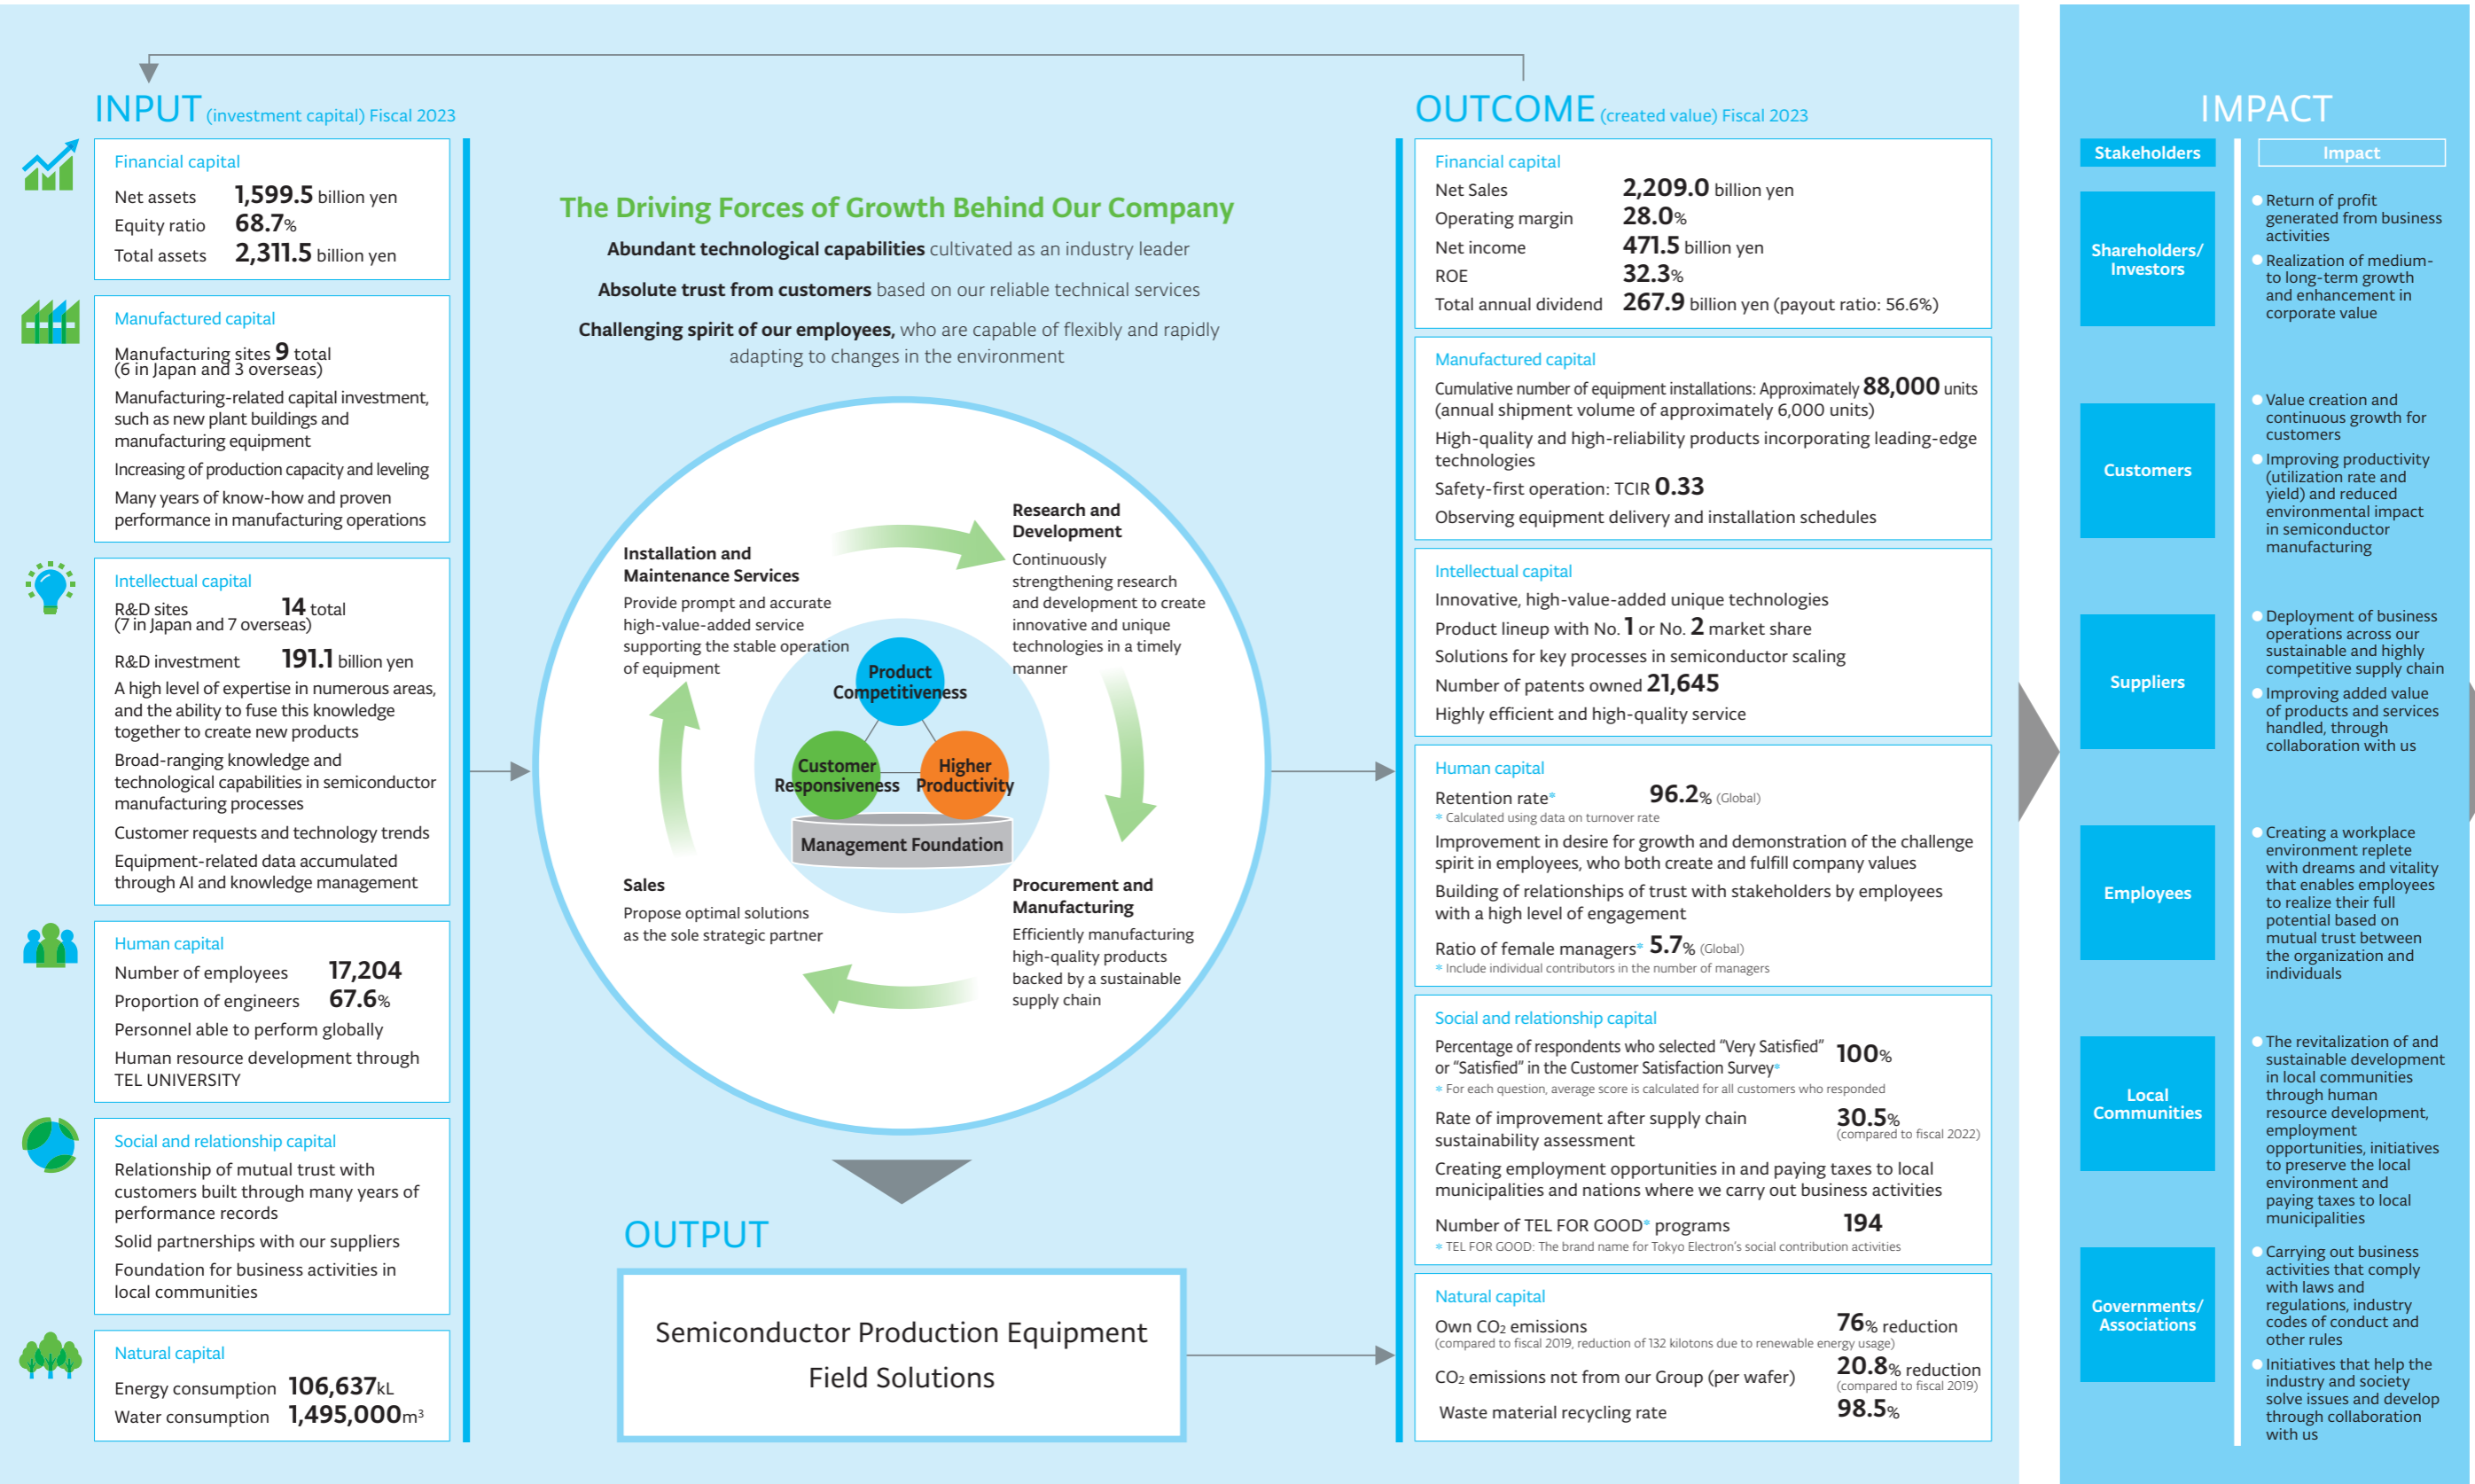 INPUT (investment capital) Fiscal 2023
Financial capital
Net assets 1,599.5 billion yen
Equity ratio 68.7%
Total assets 2,311.5 billion yen
Manufactured capital
Manufacturing sites 9 total
(6 in Japan and 3 overseas)
Manufacturing-related capital investment,
such as new plant buildings and
manufacturing equipment
Increasing of production capacity and leveling
Many years of know-how and proven
performance in manufacturing operations
Intellectual capital
R&D sites 14 total
(7 in Japan and 7 overseas)
R&D investment 191.1 billion yen
A high level of expertise in numerous areas,
and the ability to fuse this knowledge
together to create new products
Broad-ranging knowledge and
technological capabilities in semiconductor
manufacturing processes
Customer requests and technology trends
Equipment-related data accumulated
through AI and knowledge management
Human capital
Number of employees 17,204
Proportion of engineers 67.6%
Personnel able to perform globally
Human resource development through
TEL UNIVERSITY
Social and relationship capital
Relationship of mutual trust with
customers built through many years of
performance records
Solid partnerships with our suppliers
Foundation for business activities in
local communities
Natural capital
Energy consumption 106,637kL
Water consumption 1,495,000m³
The Driving Forces of Growth Behind Our Company
Abundant technological capabilities cultivated as an industry leader
Absolute trust from customers based on our reliable technical services
Challenging spirit of our employees, who are capable of flexibly and rapidly
adapting to changes in the environment
Installation and
Maintenance Services
Provide prompt and accurate
high-value-added service
supporting the stable operation
of equipment
Research and
Development
Continuously
strengthening research
and development to create
innovative and unique
technologies in a timely
manner
Product
Competitiveness
Customer
Responsiveness
Higher
Productivity
Management Foundation
Sales
Propose optimal solutions
as the sole strategic partner
Procurement and
Manufacturing
Efficiently manufacturing
high-quality products
backed by a sustainable
supply chain
OUTPUT
Semiconductor Production Equipment
Field Solutions
OUTCOME (created value) Fiscal 2023
Financial capital
Net Sales 2,209.0 billion yen
Operating margin 28.0%
Net income 471.5 billion yen
ROE 32.3%
Total annual dividend 267.9 billion yen (payout ratio: 56.6%)
Manufactured capital
Cumulative number of equipment installations: Approximately 88,000 units
(annual shipment volume of approximately 6,000 units)
High-quality and high-reliability products incorporating leading-edge
technologies
Safety-first operation: TCIR 0.33
Observing equipment delivery and installation schedules
Intellectual capital
Innovative, high-value-added unique technologies
Product lineup with No. 1 or No. 2 market share
Solutions for key processes in semiconductor scaling
Number of patents owned 21,645
Highly efficient and high-quality service
Human capital
Retention rate* 96.2% (Global)
* Calculated using data on turnover rate
Improvement in desire for growth and demonstration of the challenge
spirit in employees, who both create and fulfill company values
Building of relationships of trust with stakeholders by employees
with a high level of engagement
Ratio of female managers* 5.7% (Global)
* Include individual contributors in the number of managers
Social and relationship capital
Percentage of respondents who selected “Very Satisfied”
or “Satisfied” in the Customer Satisfaction Survey* 100%
* For each question, average score is calculated for all customers who responded
Rate of improvement after supply chain 30.5%
sustainability assessment (compared to fiscal 2022)
Creating employment opportunities in and paying taxes to local
municipalities and nations where we carry out business activities
Number of TEL FOR GOOD* programs 194
* TEL FOR GOOD: The brand name for Tokyo Electron's social contribution activities
Natural capital
Own CO₂ emissions 76% reduction
(compared to fiscal 2019, reduction of 132 kilotons due to renewable energy usage)
CO₂ emissions not from our Group (per wafer) 20.8% reduction
(compared to fiscal 2019)
Waste material recycling rate 98.5%
IMPACT
Stakeholders Impact
Shareholders/
Investors
Return of profit
generated from business
activities
Realization of medium-
to long-term growth
and enhancement in
corporate value
Customers
Value creation and
continuous growth for
customers
Improving productivity
(utilization rate and
yield) and reduced
environmental impact
in semiconductor
manufacturing
Suppliers
Deployment of business
operations across our
sustainable and highly
competitive supply chain
Improving added value
of products and services
handled, through
collaboration with us
Employees
Creating a workplace
environment replete
with dreams and vitality
that enables employees
to realize their full
potential based on
mutual trust between
the organization and
individuals
Local
Communities
The revitalization of and
sustainable development
in local communities
through human
resource development,
employment
opportunities, initiatives
to preserve the local
environment and
paying taxes to local
municipalities
Governments/
Associations
Carrying out business
activities that comply
with laws and
regulations, industry
codes of conduct and
other rules
Initiatives that help the
industry and society
solve issues and develop
through collaboration
with us